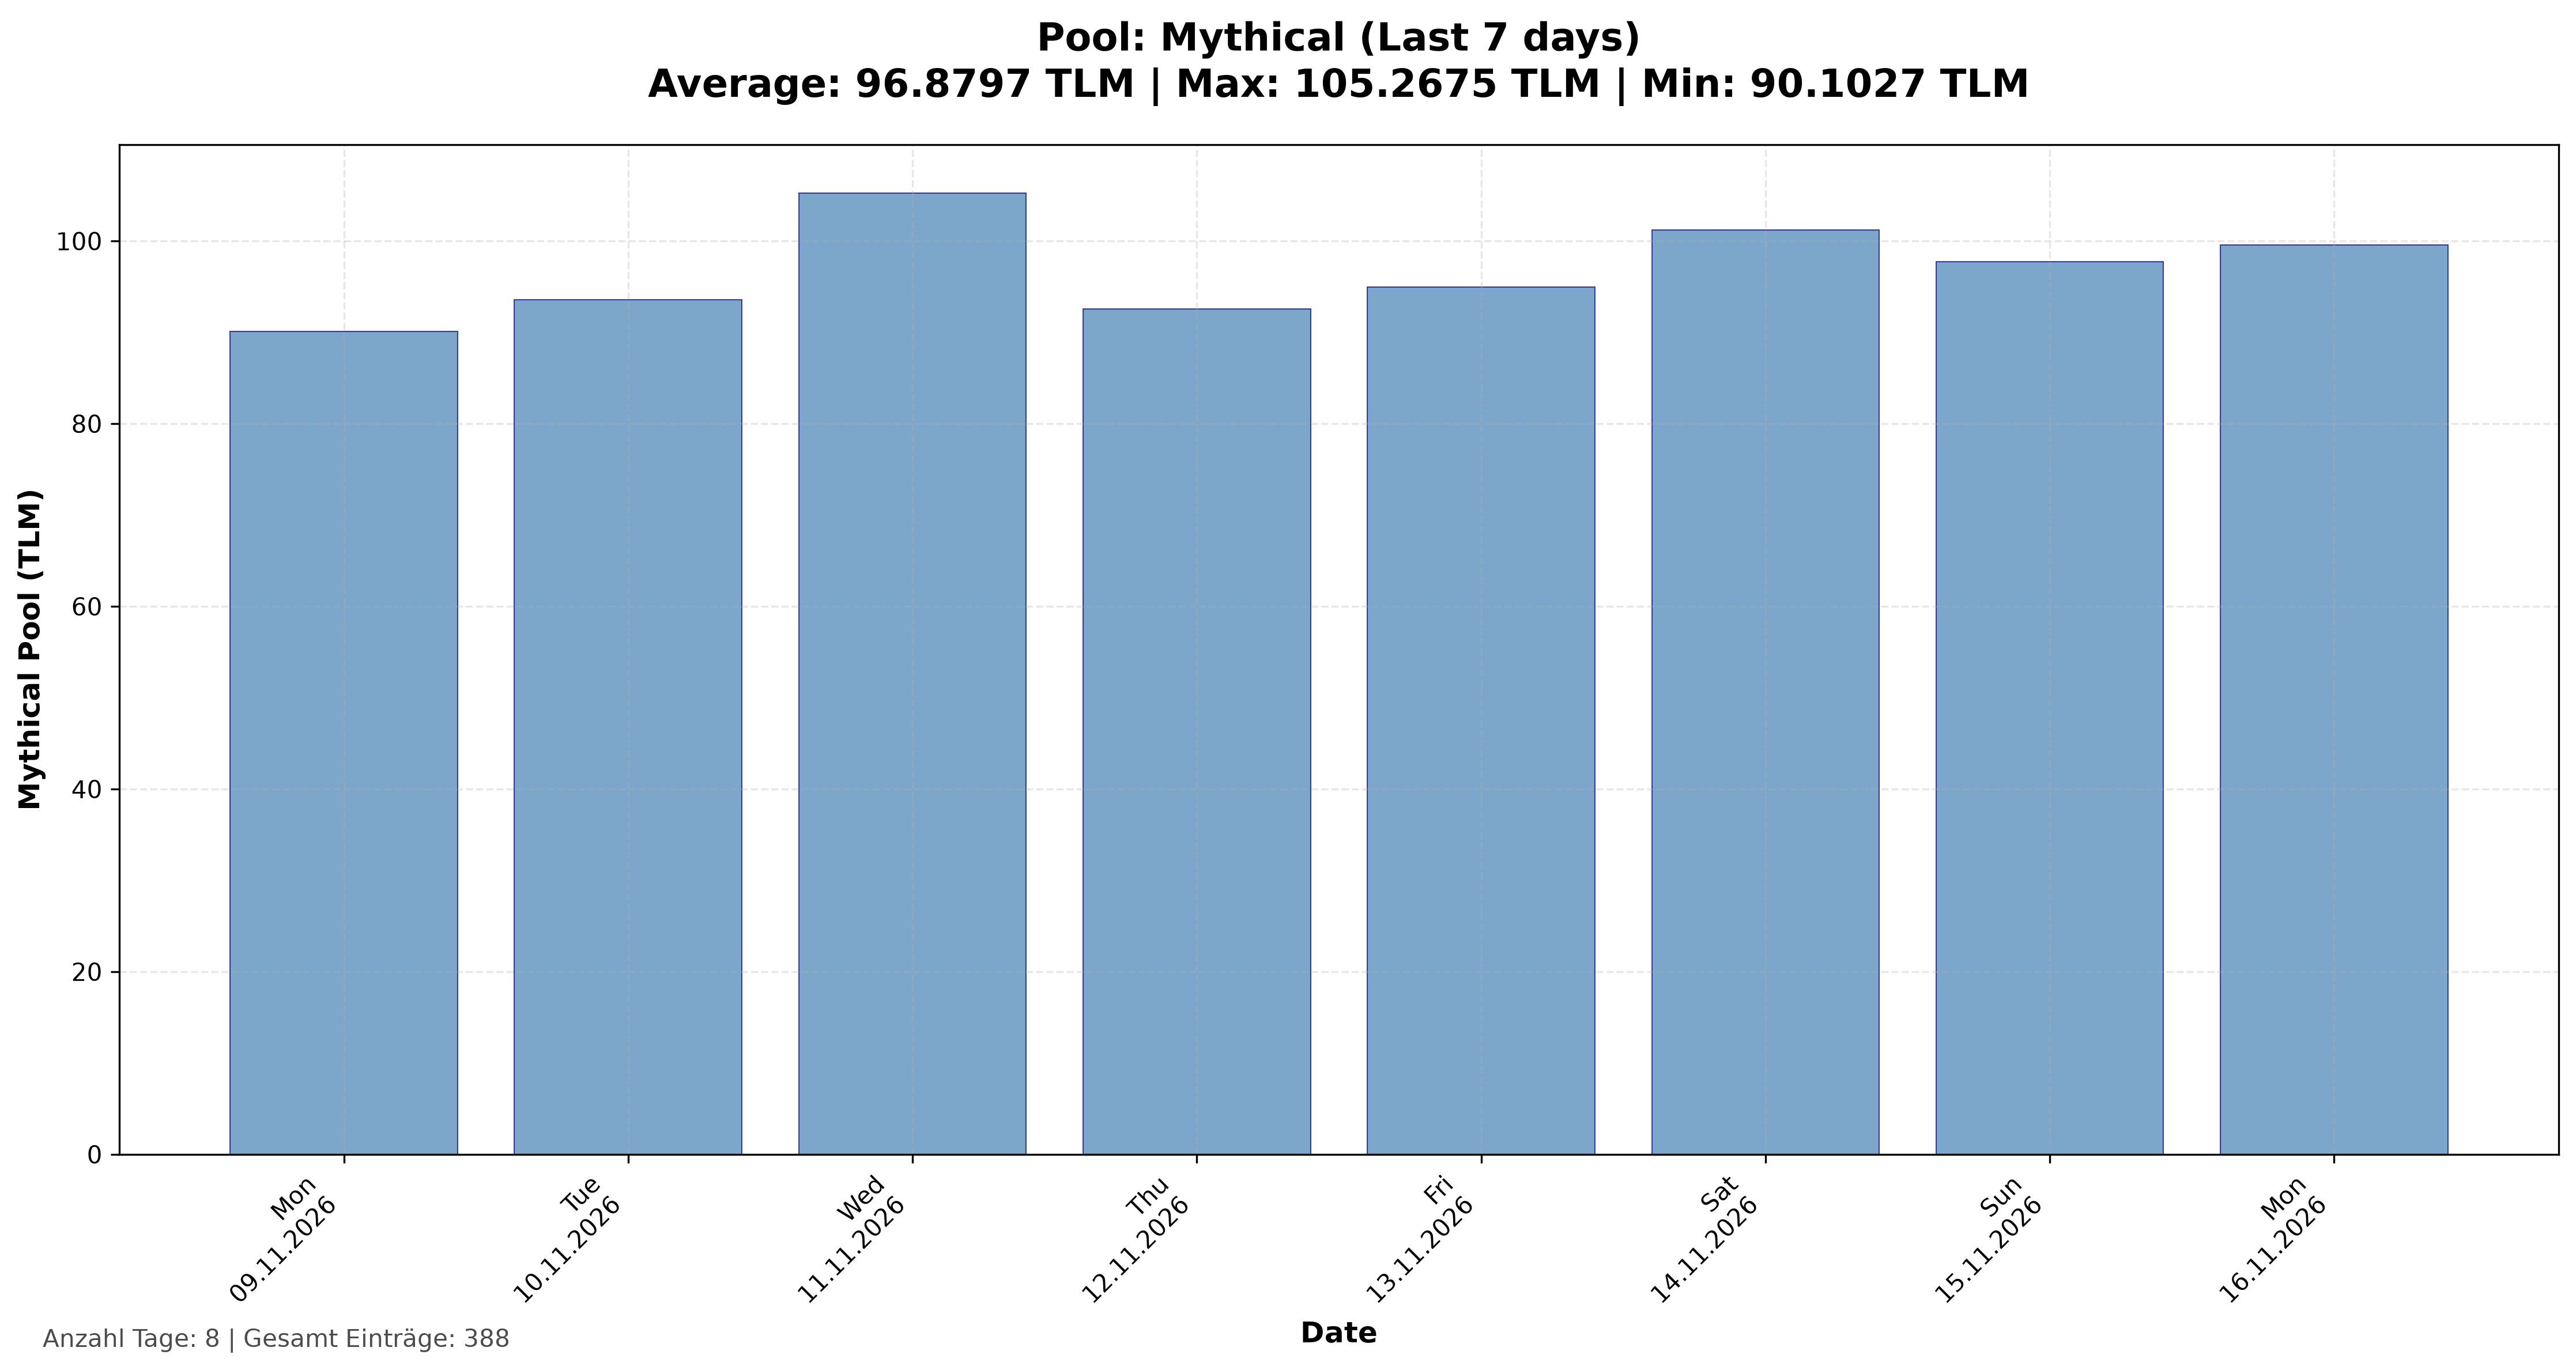 Pool: Mythical (Last 7 days)
Average: 96.8797 TLM | Max: 105.2675 TLM | Min: 90.1027 TLM
Mythical Pool (TLM)
100
80
60
40
20
0
Mon
09.11.2026
Tue
10.11.2026
Wed
11.11.2026
Thu
12.11.2026
Fri
13.11.2026
Sat
14.11.2026
Sun
15.11.2026
Mon
16.11.2026
Date
Anzahl Tage: 8 | Gesamt Einträge: 388